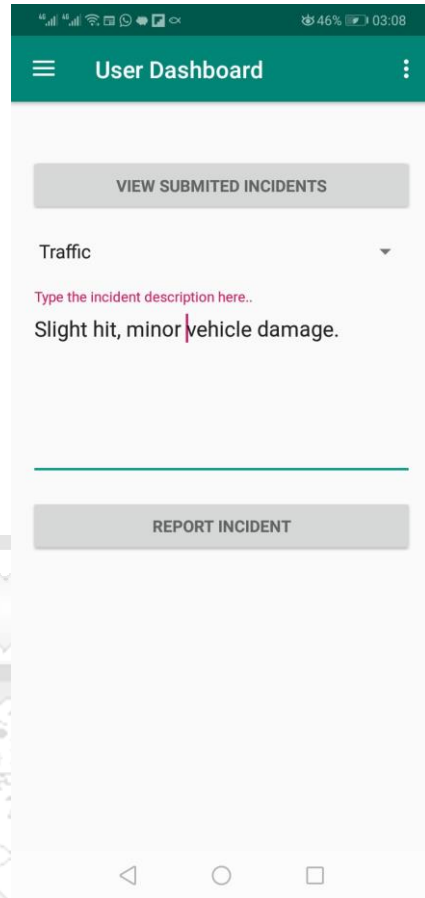 46% 03:08
User Dashboard
VIEW SUBMITED INCIDENTS
Traffic
Type the incident description here..
Slight hit, minor vehicle damage.
REPORT INCIDENT